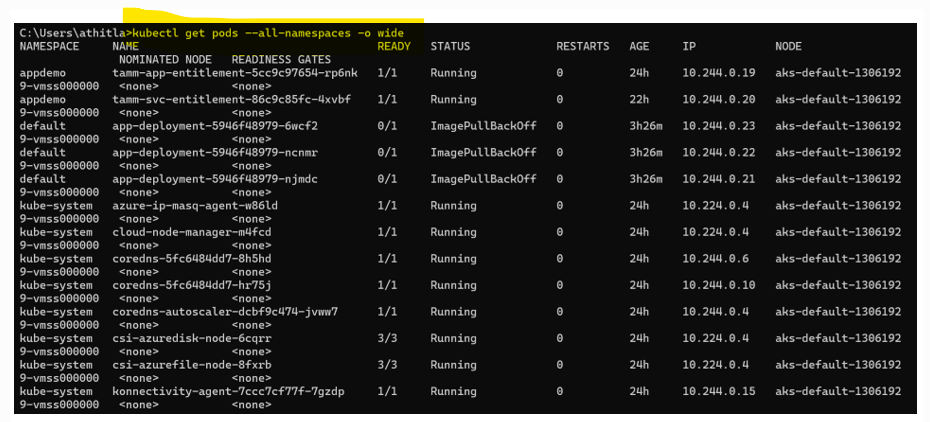 C:\Users\athitla>kubectl get pods --all-namespaces -o wide
NAMESPACE     NAME                                    READY   STATUS             RESTARTS   AGE     IP            NODE
               NOMINATED NODE   READINESS GATES
appdemo       tamm-app-entitlement-5cc9c97654-rp6nk   1/1     Running            0          24h     10.244.0.19   aks-default-1306192
9-vmss000000   <none>           <none>
appdemo       tamm-svc-entitlement-86c9c85fc-4xvbf    1/1     Running            0          22h     10.244.0.20   aks-default-1306192
9-vmss000000   <none>           <none>
default       app-deployment-5946f48979-6wcf2         0/1     ImagePullBackOff   0          3h26m   10.244.0.23   aks-default-1306192
9-vmss000000   <none>           <none>
default       app-deployment-5946f48979-ncnmr         0/1     ImagePullBackOff   0          3h26m   10.244.0.22   aks-default-1306192
9-vmss000000   <none>           <none>
default       app-deployment-5946f48979-njmdc         0/1     ImagePullBackOff   0          3h26m   10.244.0.21   aks-default-1306192
9-vmss000000   <none>           <none>
kube-system   azure-ip-masq-agent-w86ld               1/1     Running            0          24h     10.224.0.4    aks-default-1306192
9-vmss000000   <none>           <none>
kube-system   cloud-node-manager-m4fcd                1/1     Running            0          24h     10.224.0.4    aks-default-1306192
9-vmss000000   <none>           <none>
kube-system   coredns-5fc6484dd7-8h5hd                1/1     Running            0          24h     10.244.0.6    aks-default-1306192
9-vmss000000   <none>           <none>
kube-system   coredns-5fc6484dd7-hr75j                1/1     Running            0          24h     10.244.0.10   aks-default-1306192
9-vmss000000   <none>           <none>
kube-system   coredns-autoscaler-dcbf9c474-jvww7      1/1     Running            0          24h     10.244.0.4    aks-default-1306192
9-vmss000000   <none>           <none>
kube-system   csi-azuredisk-node-6cqrr                3/3     Running            0          24h     10.224.0.4    aks-default-1306192
9-vmss000000   <none>           <none>
kube-system   csi-azurefile-node-8fxrb                3/3     Running            0          24h     10.224.0.4    aks-default-1306192
9-vmss000000   <none>           <none>
kube-system   konnectivity-agent-7ccc7cf77f-7gzdp     1/1     Running            0          24h     10.244.0.15   aks-default-1306192
9-vmss000000   <none>           <none>